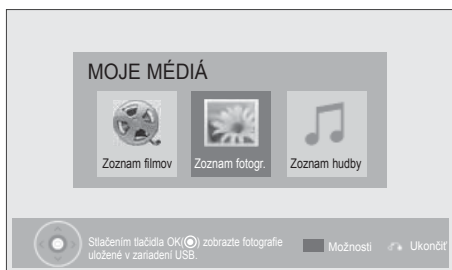 MOJE MÉDIÁ
Zoznam filmov
Zoznam fotogr.
Zoznam hudby
Stlačením tlačidla OK(◉) zobrazte fotografie
uložené v zariadení USB.
Možnosti
Ukončiť